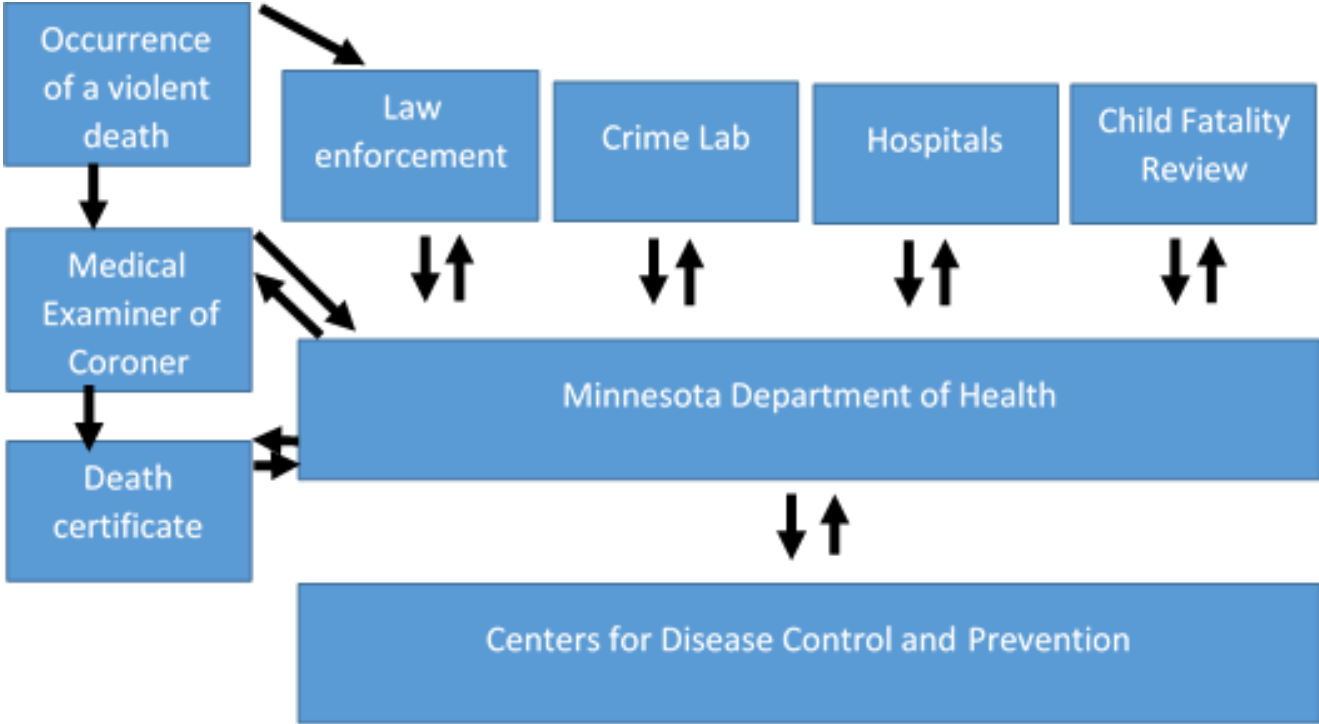 Occurrence
of a violent
death
Law
enforcement
Crime Lab
Hospitals
Child Fatality
Review
Medical
Examiner of
Coroner
Minnesota Department of Health
Death
certificate
Centers for Disease Control and Prevention